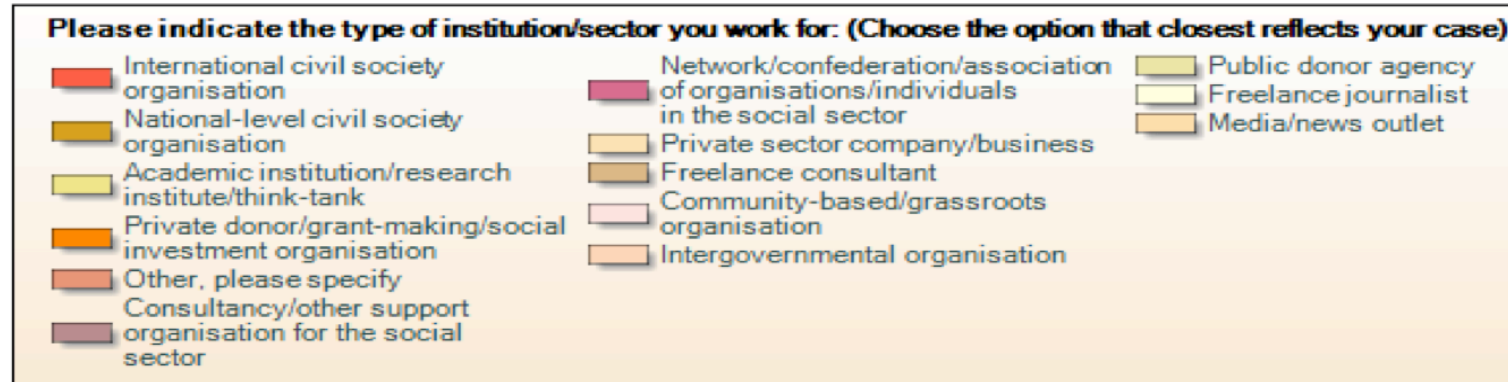 Please indicate the type of institution/sector you work for: (Choose the option that closest reflects your case)
International civil society
organisation
National-level civil society
organisation
Academic institution/research
institute/think-tank
Private donor/grant-making/social
investment organisation
Other, please specify
Consultancy/other support
organisation for the social
sector
Network/confederation/association
of organisations/individuals
in the social sector
Private sector company/business
Freelance consultant
Community-based/grassroots
organisation
Intergovernmental organisation
Public donor agency
Freelance journalist
Media/news outlet